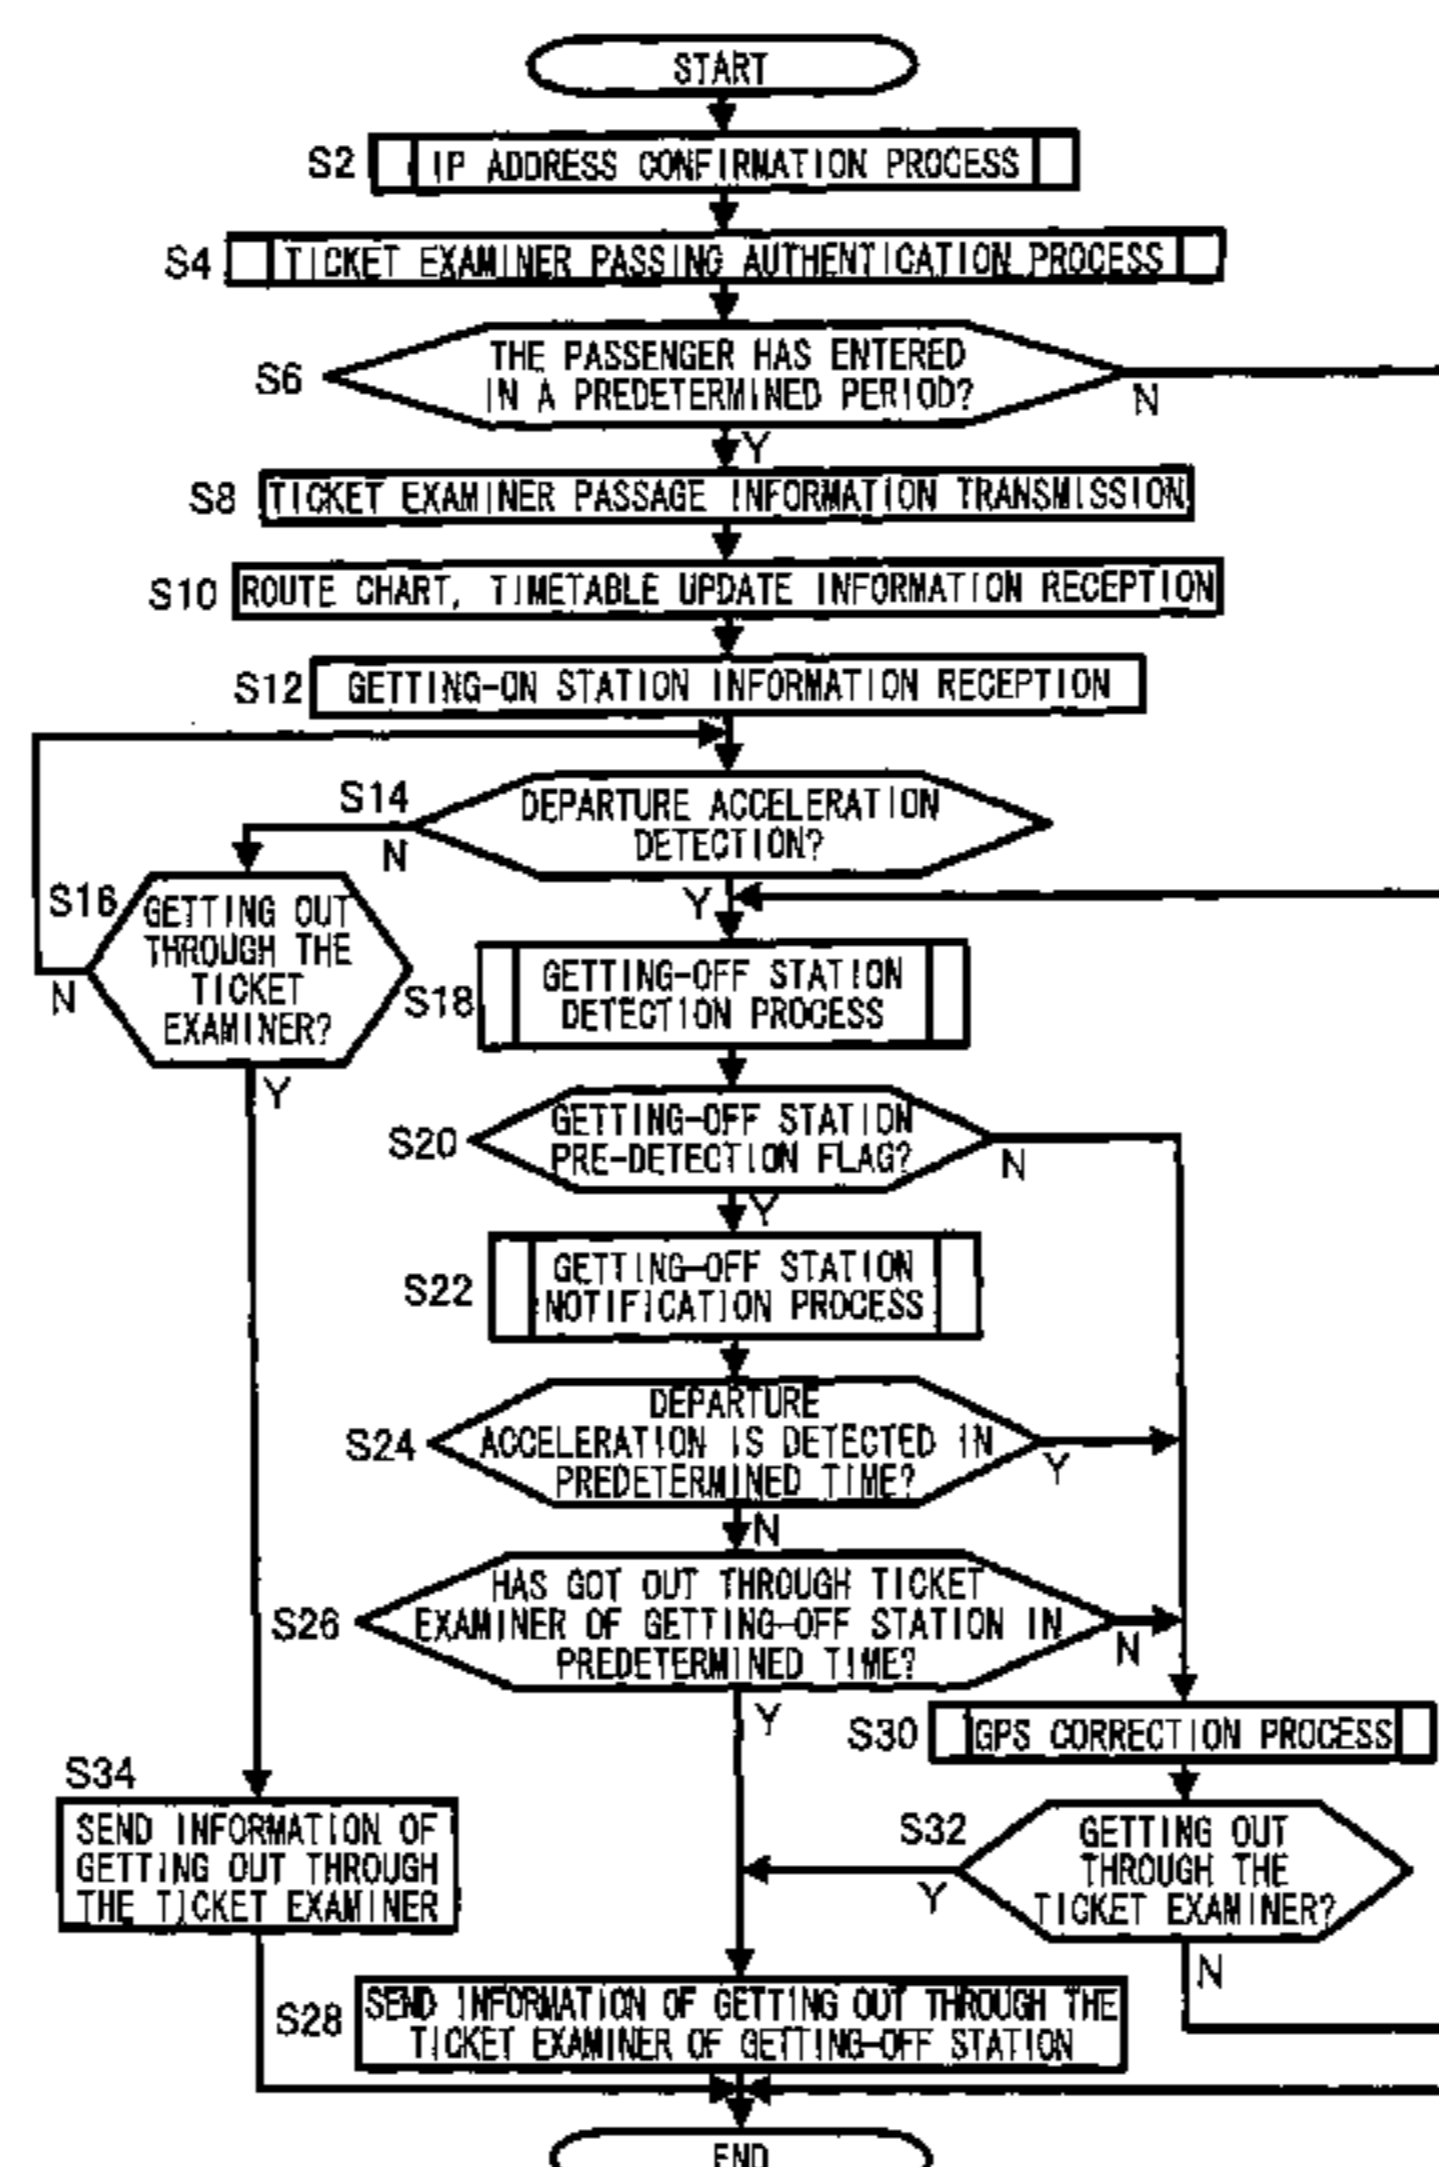 START
S2
IP ADDRESS CONFIRMATION PROCESS
S4
TICKET EXAMINER PASSING AUTHENTICATION PROCESS
S6
THE PASSENGER HAS ENTERED
IN A PREDETERMINED PERIOD?
N
Y
S8
TICKET EXAMINER PASSAGE INFORMATION TRANSMISSION
S10
ROUTE CHART, TIMETABLE UPDATE INFORMATION RECEPTION
S12
GETTING-ON STATION INFORMATION RECEPTION
S14
DEPARTURE ACCELERATION
DETECTION?
N
Y
S16
GETTING OUT
THROUGH THE
TICKET
EXAMINER?
N
Y
S18
GETTING-OFF STATION
DETECTION PROCESS
S20
GETTING-OFF STATION
PRE-DETECTION FLAG?
N
Y
S22
GETTING-OFF STATION
NOTIFICATION PROCESS
S24
DEPARTURE
ACCELERATION IS DETECTED IN
PREDETERMINED TIME?
Y
N
S26
HAS GOT OUT THROUGH TICKET
EXAMINER OF GETTING-OFF STATION IN
PREDETERMINED TIME?
N
Y
S30
GPS CORRECTION PROCESS
S34
SEND INFORMATION OF
GETTING OUT THROUGH
THE TICKET EXAMINER
S32
GETTING OUT
THROUGH THE
TICKET EXAMINER?
Y
N
S28
SEND INFORMATION OF GETTING OUT THROUGH THE
TICKET EXAMINER OF GETTING-OFF STATION
END